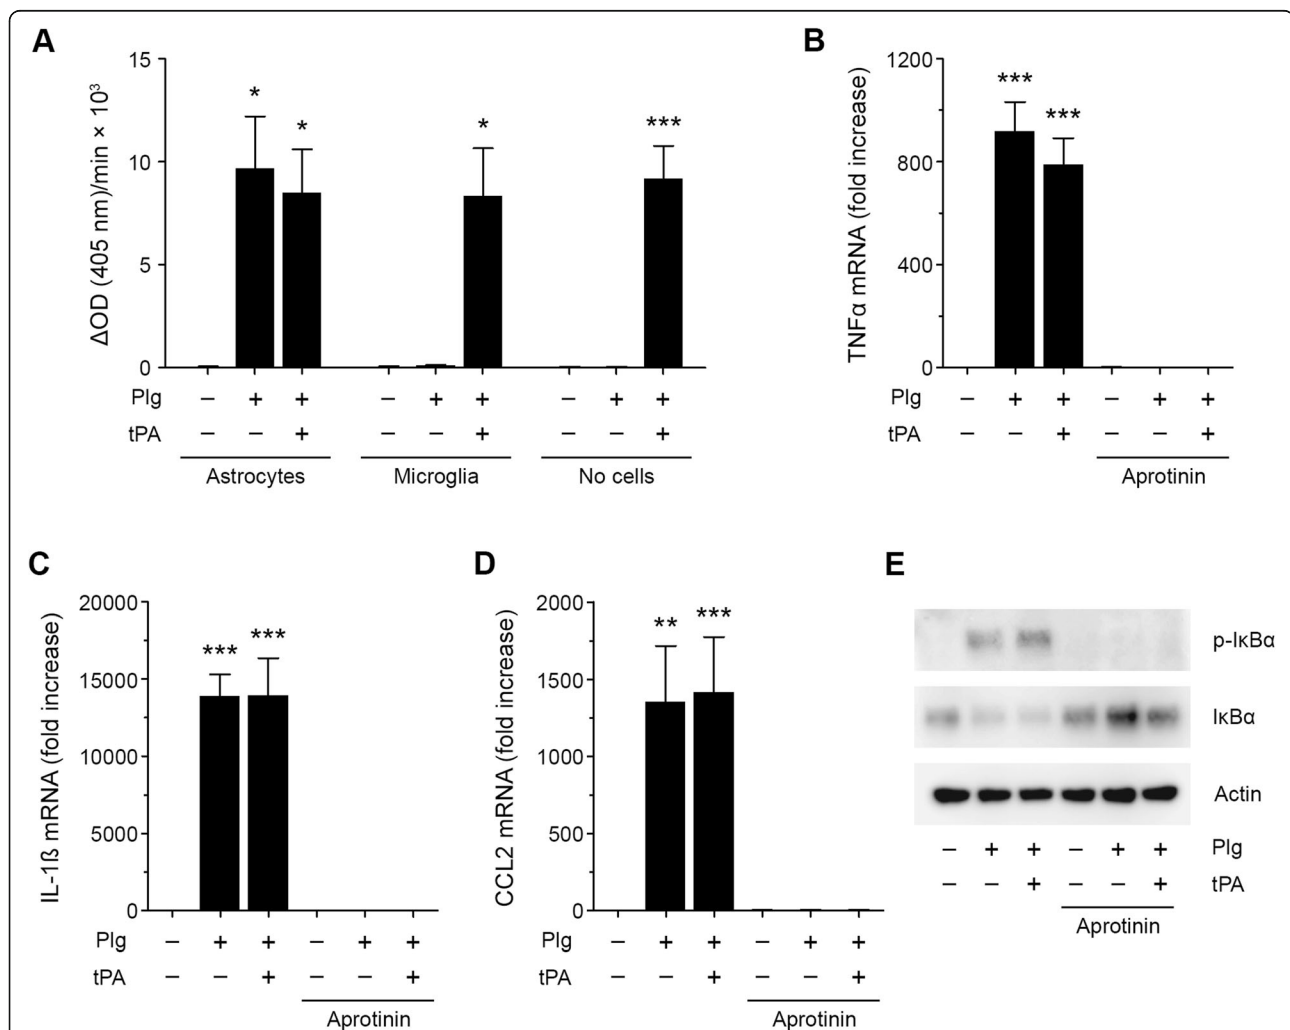 A
ΔOD (405 nm)/min × 10³
15
10
5
0
* * * ***
Plg – + + – + + – + +
tPA – – + – – + – – +
Astrocytes Microglia No cells
B
TNFα mRNA (fold increase)
1200
800
400
0
*** ***
Plg – + + – + +
tPA – – + – – +
Aprotinin
C
IL-1ß mRNA (fold increase)
20000
15000
10000
5000
0
*** ***
Plg – + + – + +
tPA – – + – – +
Aprotinin
D
CCL2 mRNA (fold increase)
2000
1500
1000
500
0
** ***
Plg – + + – + +
tPA – – + – – +
Aprotinin
E
p-IκBα
IκBα
Actin
– + + – + + Plg
– – + – – + tPA
Aprotinin